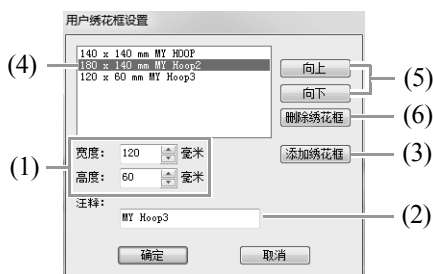 用户绣花框设置
140 x 140 mm MY HOOP
(4) 180 x 140 mm MY Hoop2 向上
120 x 60 mm MY Hoop3 (5)
向下
删除绣花框 (6)
宽度: 120 毫米 添加绣花框 (3)
(1)
高度: 60 毫米
注释:
MY Hoop3 (2)
确定 取消